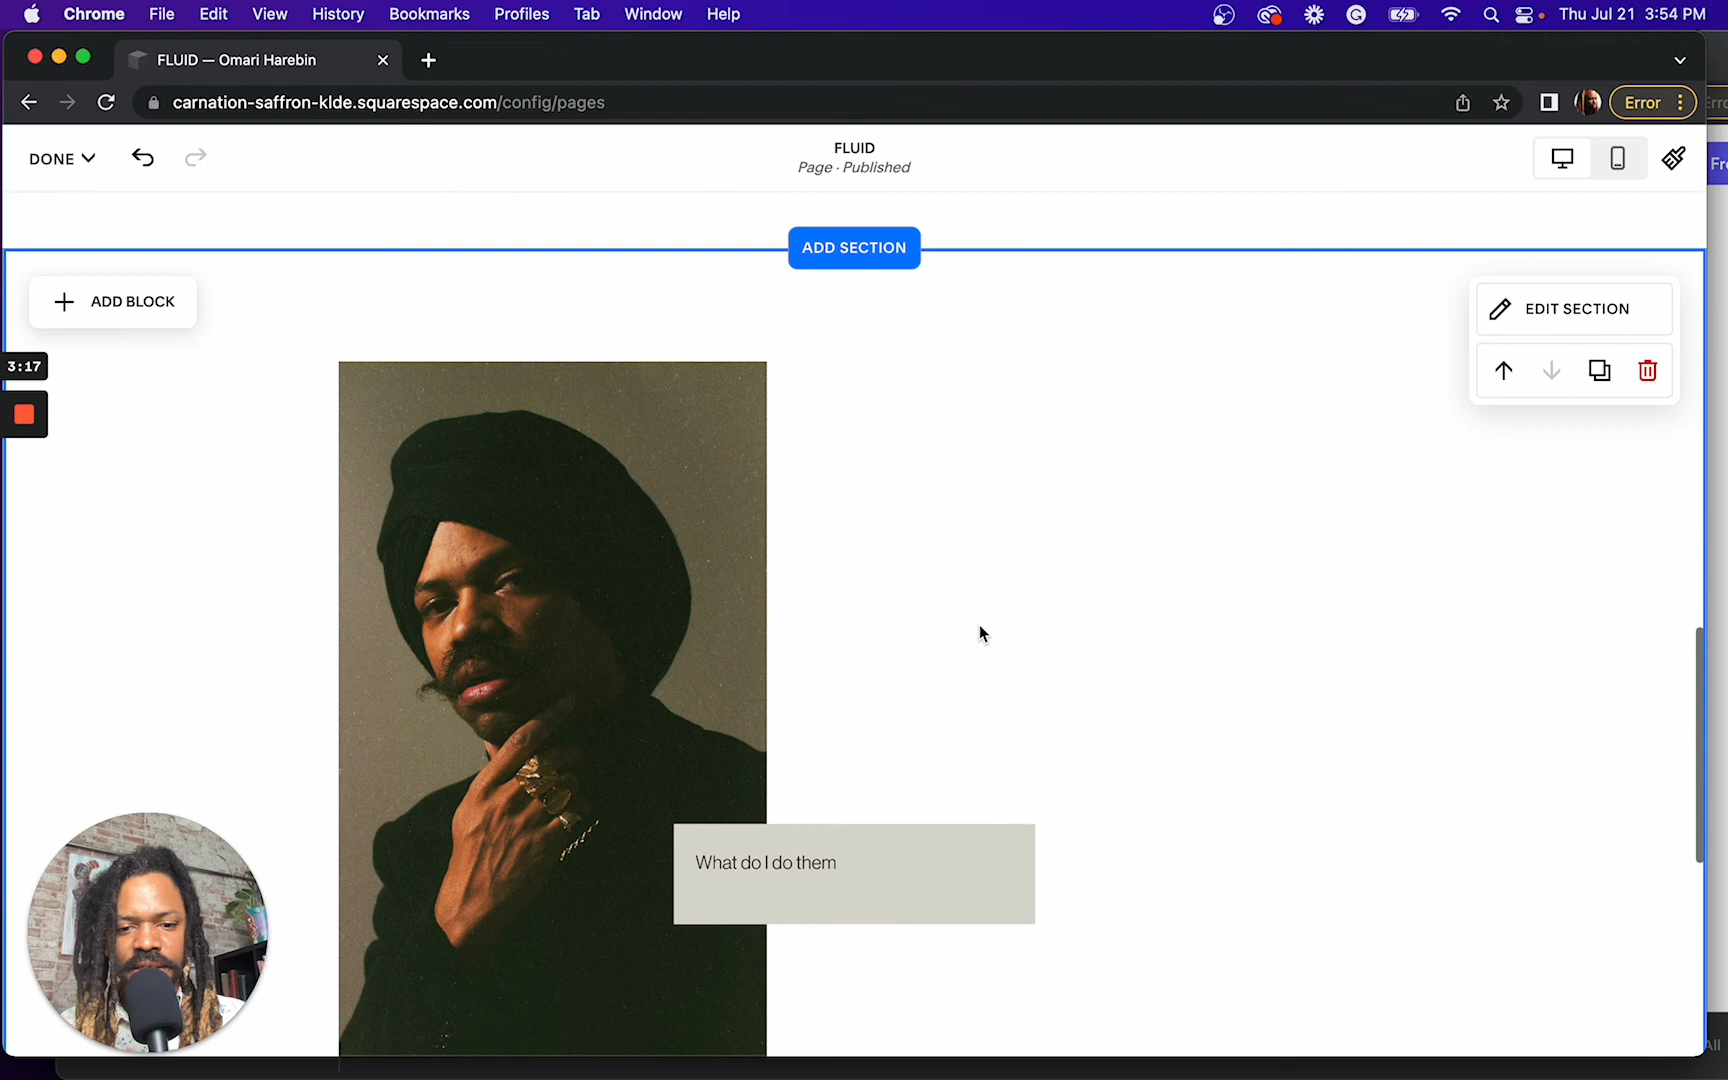 Chrome File Edit View History Bookmarks Profiles Tab Window Help
Thu Jul 21 3:54 PM
FLUID — Omari Harebin
carnation-saffron-klde.squarespace.com/config/pages
Error
DONE
FLUID
Page · Published
Fr
ADD SECTION
ADD BLOCK
EDIT SECTION
3:17
What do I do them
All